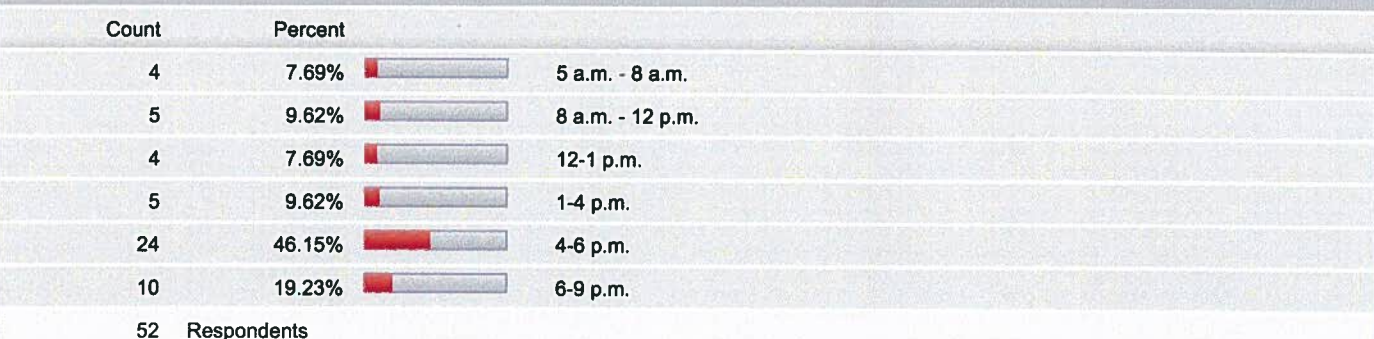 Count Percent
4 7.69% 5 a.m. - 8 a.m.
5 9.62% 8 a.m. - 12 p.m.
4 7.69% 12-1 p.m.
5 9.62% 1-4 p.m.
24 46.15% 4-6 p.m.
10 19.23% 6-9 p.m.
52 Respondents